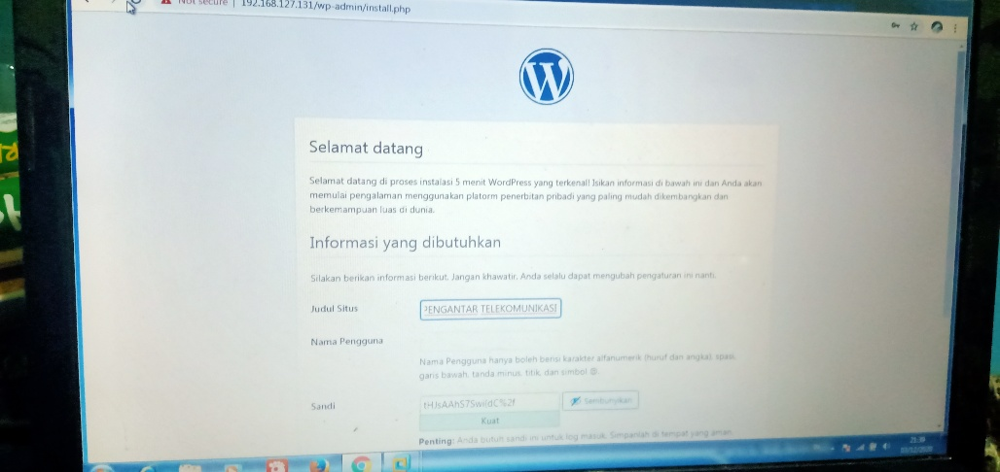 Not secure | 192.168.127.131/wp-admin/install.php
Selamat datang
Selamat datang di proses instalasi 5 menit WordPress yang terkenal! Isikan informasi di bawah ini dan Anda akan
memulai pengalaman menggunakan platorm penerbitan pribadi yang paling mudah dikembangkan dan
berkemampuan luas di dunia.
Informasi yang dibutuhkan
Silakan berikan informasi berikut. Jangan khawatir, Anda selalu dapat mengubah pengaturan ini nanti.
Judul Situs
PENGANTAR TELEKOMUNIKASI
Nama Pengguna
Nama Pengguna hanya boleh berisi karakter alfanumerik (huruf dan angka), spasi,
garis bawah, tanda minus, titik, dan simbol @.
Sandi
Sembunyikan
Kuat
Penting: Anda butuh sandi ini untuk log masuk. Simpanlah di tempat yang aman.
21:39